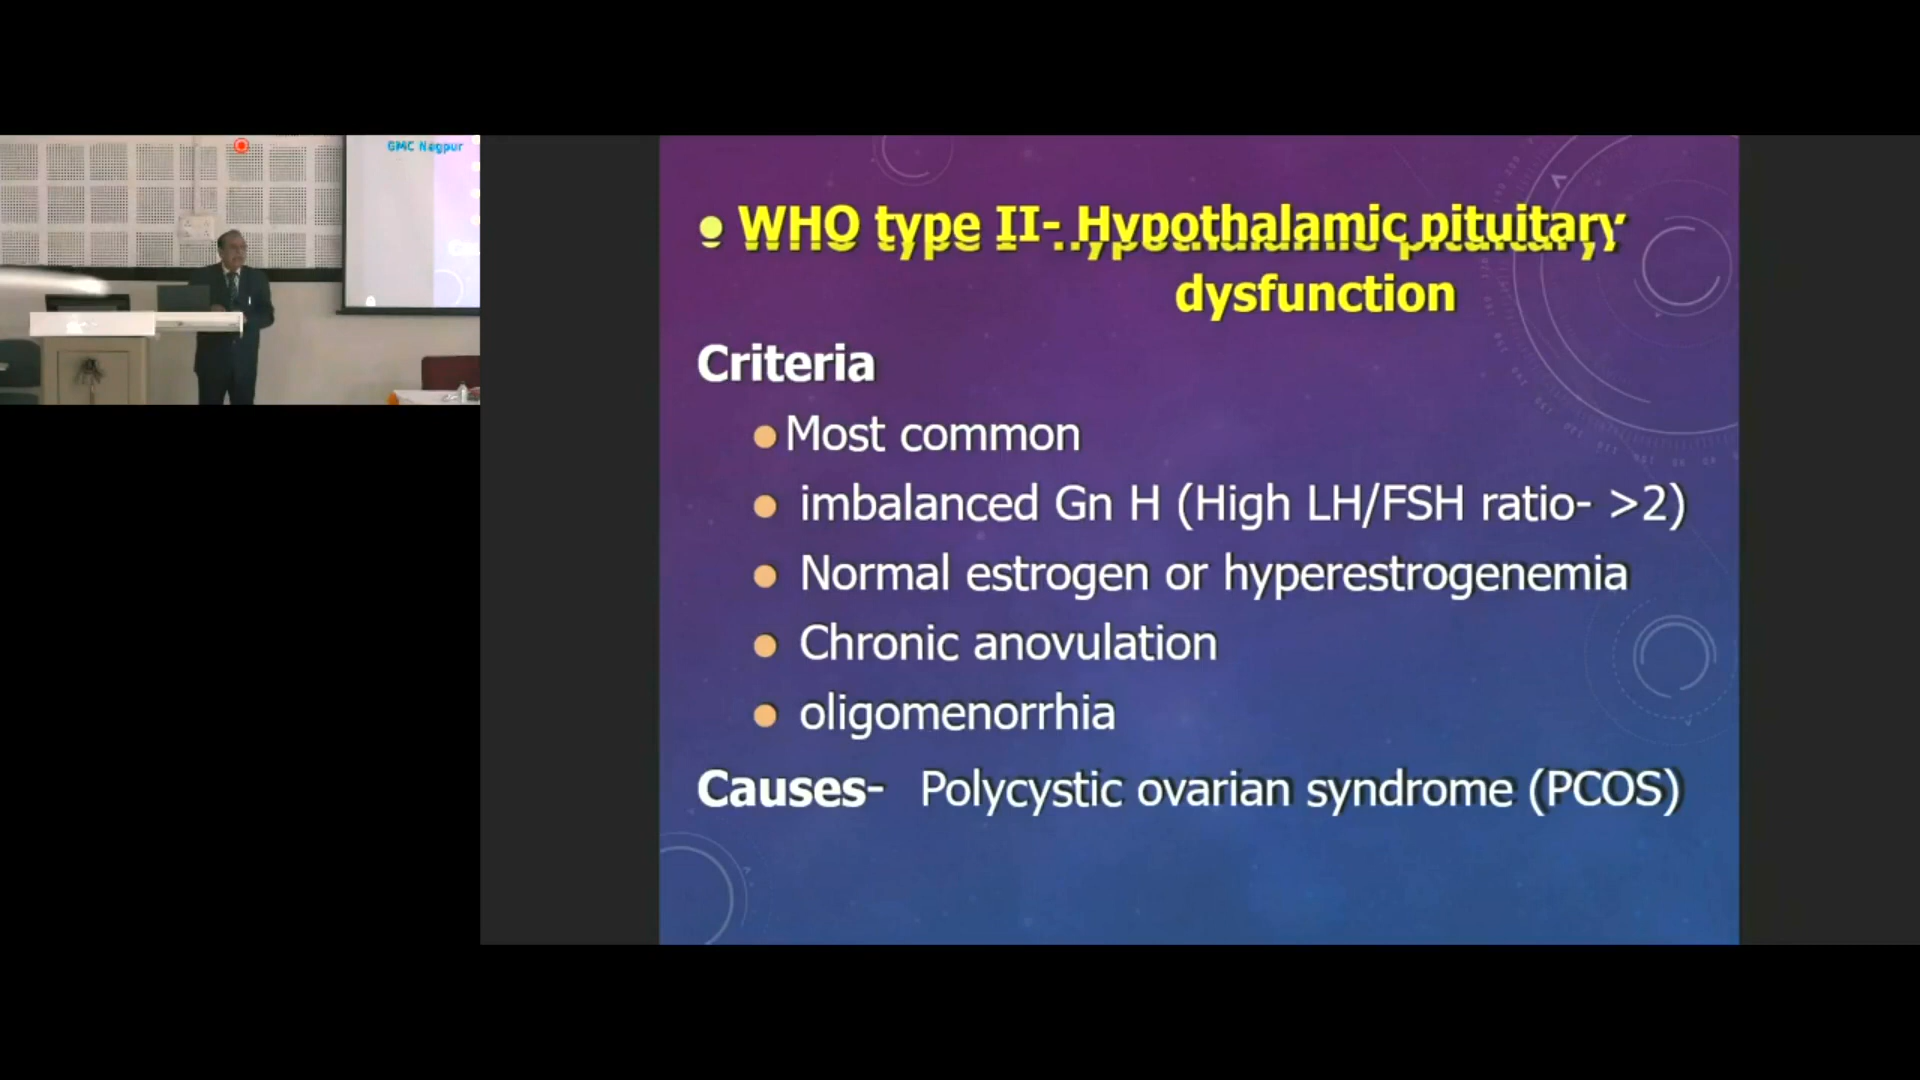 GMC Nagpur
• WHO type II- Hypothalamic pituitary
dysfunction
Criteria
• Most common
• imbalanced Gn H (High LH/FSH ratio- >2)
• Normal estrogen or hyperestrogenemia
• Chronic anovulation
• oligomenorrhia
Causes- Polycystic ovarian syndrome (PCOS)